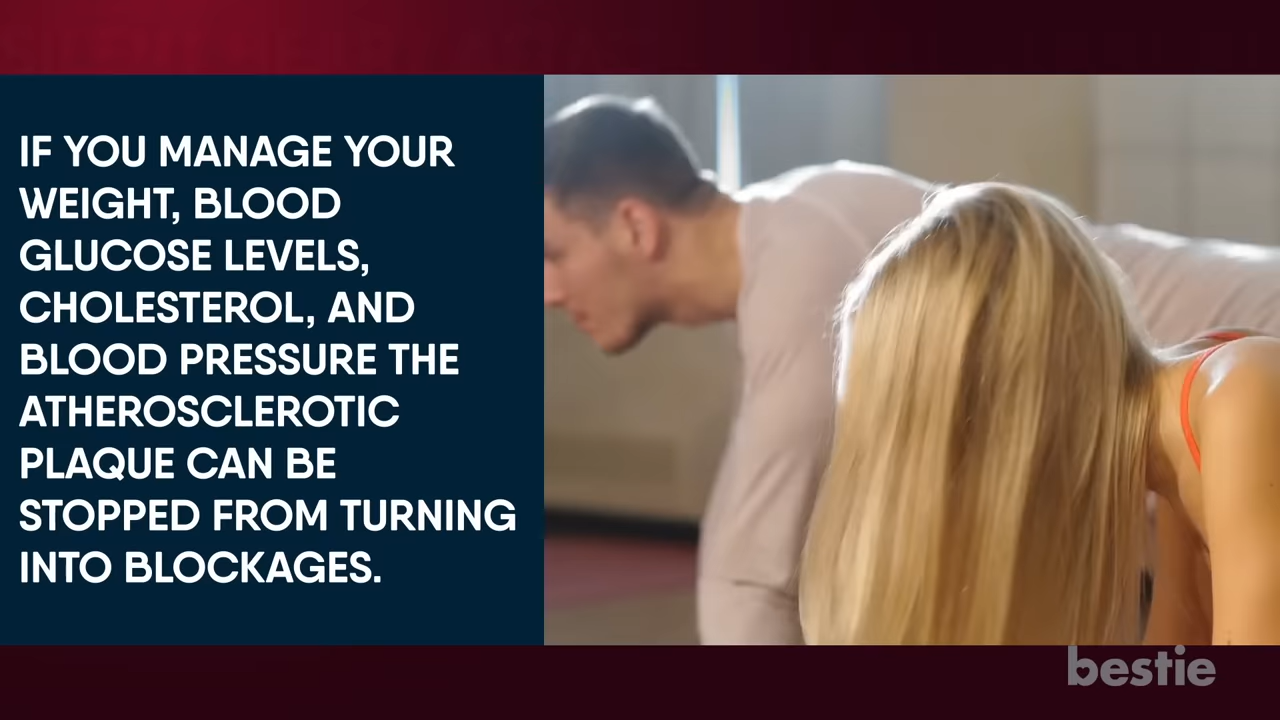 IF YOU MANAGE YOUR
WEIGHT, BLOOD
GLUCOSE LEVELS,
CHOLESTEROL, AND
BLOOD PRESSURE THE
ATHEROSCLEROTIC
PLAQUE CAN BE
STOPPED FROM TURNING
INTO BLOCKAGES.
bestie